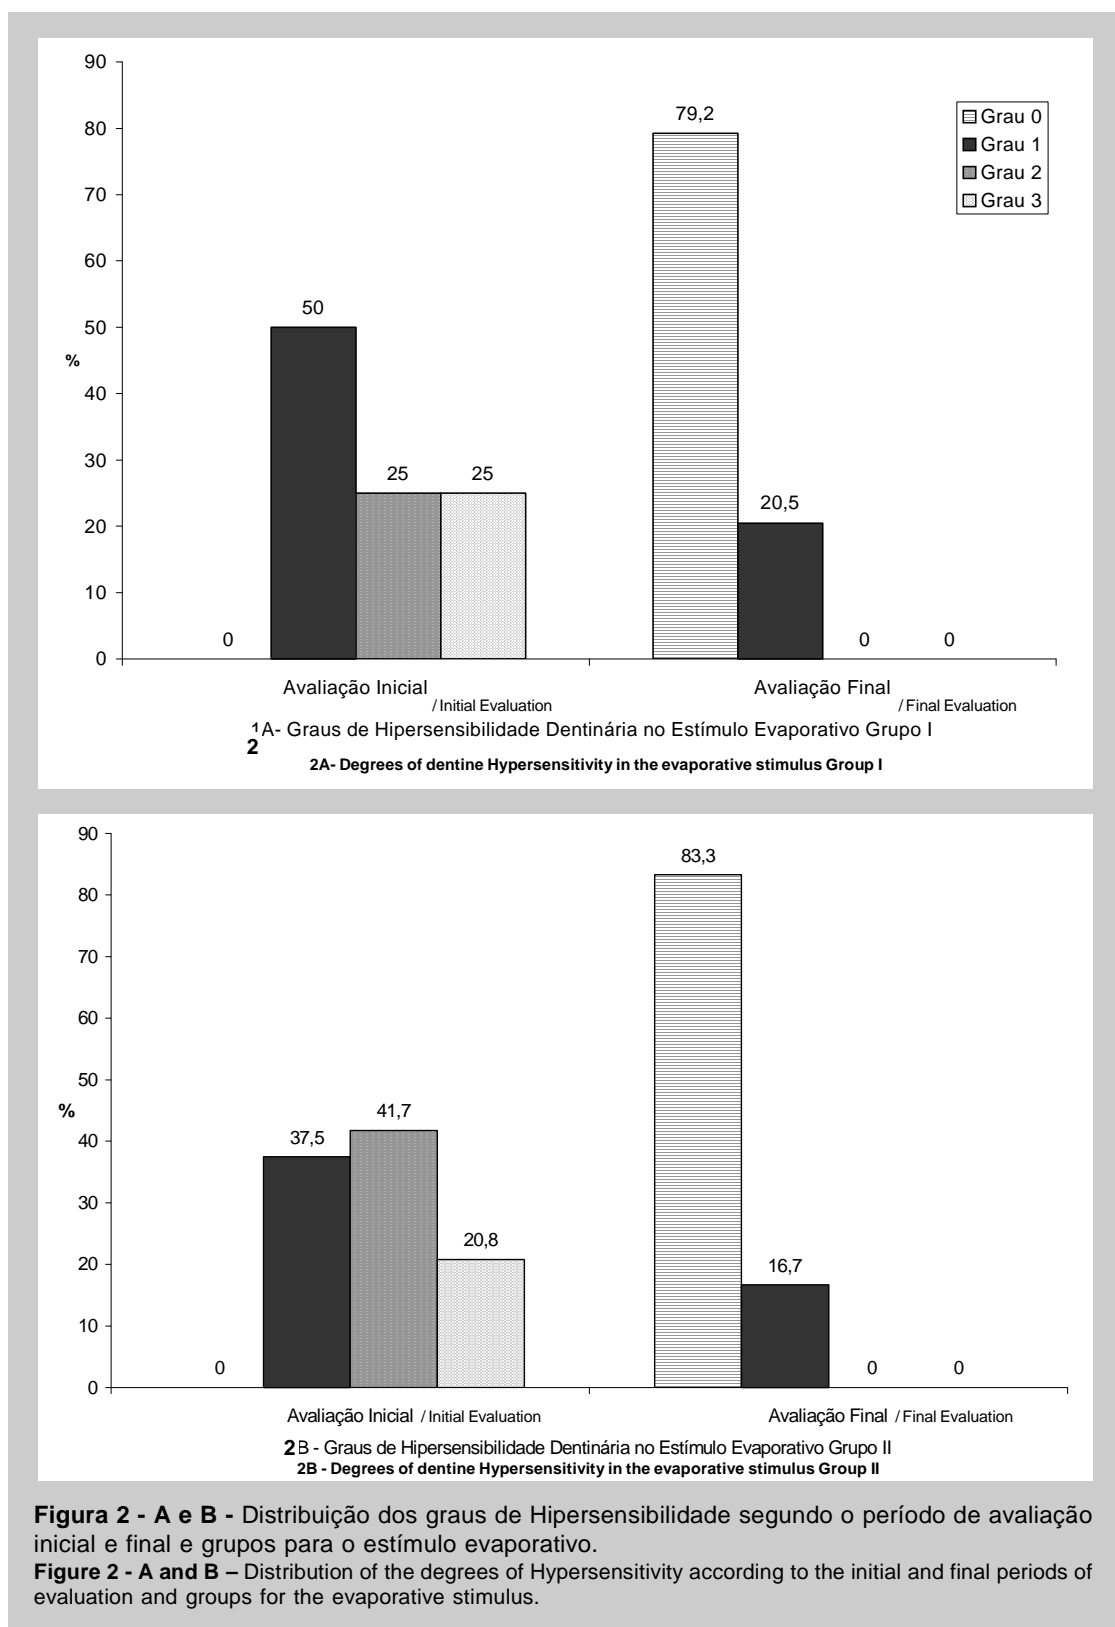 90
80
70
60
50
40
30
20
10
0
%
Grau 0
Grau 1
Grau 2
Grau 3
0
50
25
25
79,2
20,5
0
0
Avaliação Inicial / Initial Evaluation
Avaliação Final / Final Evaluation
1A- Graus de Hipersensibilidade Dentinária no Estímulo Evaporativo Grupo I
2
2A- Degrees of dentine Hypersensitivity in the evaporative stimulus Group I
90
80
70
60
50
40
30
20
10
0
%
0
37,5
41,7
20,8
83,3
16,7
0
0
Avaliação Inicial / Initial Evaluation
Avaliação Final / Final Evaluation
2B - Graus de Hipersensibilidade Dentinária no Estímulo Evaporativo Grupo II
2B - Degrees of dentine Hypersensitivity in the evaporative stimulus Group II
Figura 2 - A e B - Distribuição dos graus de Hipersensibilidade segundo o período de avaliação
inicial e final e grupos para o estímulo evaporativo.
Figure 2 - A and B – Distribution of the degrees of Hypersensitivity according to the initial and final periods of
evaluation and groups for the evaporative stimulus.